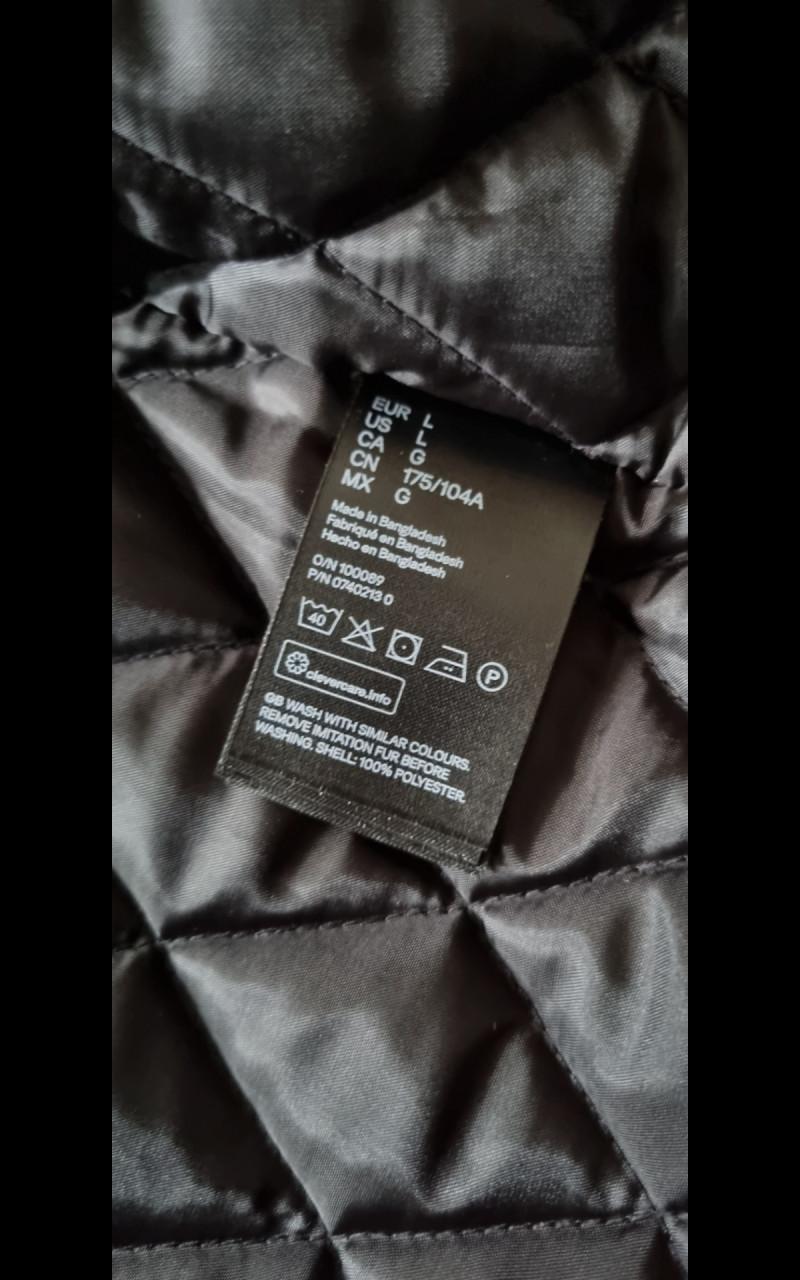 EUR L
US L
CA G
CN 175/104A
MX G
Made in Bangladesh
Fabriqué en Bangladesh
Hecho en Bangladesh
O/N 100089
P/N 0740213 0
40
P
clevercare.info
GB WASH WITH SIMILAR COLOURS.
REMOVE IMITATION FUR BEFORE
WASHING. SHELL: 100% POLYESTER.